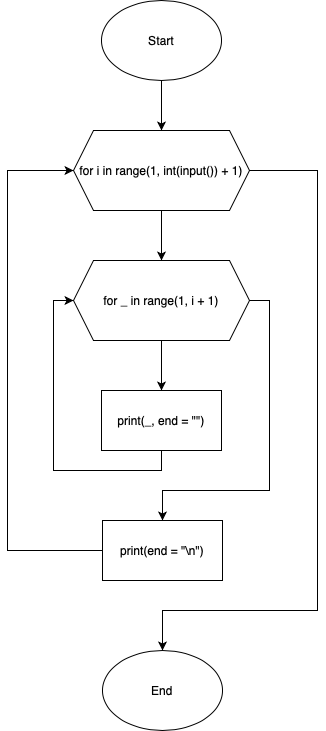 Start
for i in range(1, int(input()) + 1)
for _ in range(1, i + 1)
print(_, end = "")
print(end = "\n")
End